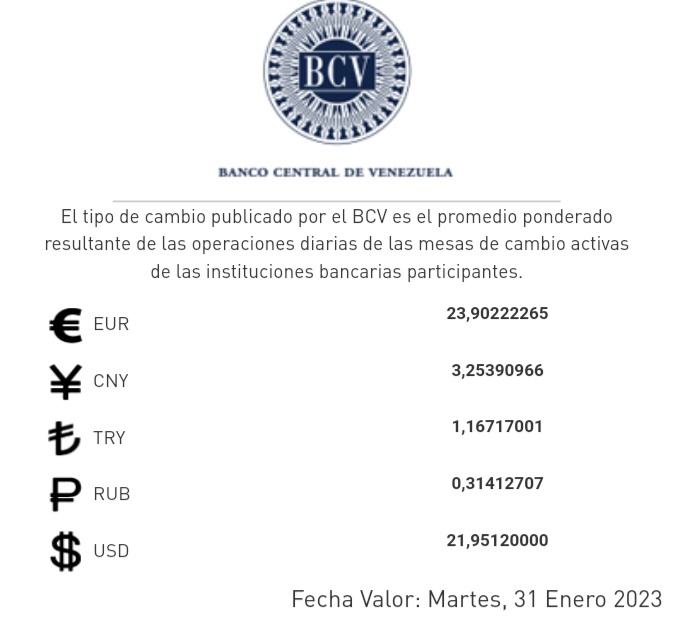 BCV
BANCO CENTRAL DE VENEZUELA
El tipo de cambio publicado por el BCV es el promedio ponderado
resultante de las operaciones diarias de las mesas de cambio activas
de las instituciones bancarias participantes.
€ EUR 23,90222265
¥ CNY 3,25390966
₺ TRY 1,16717001
₽ RUB 0,31412707
$ USD 21,95120000
Fecha Valor: Martes, 31 Enero 2023